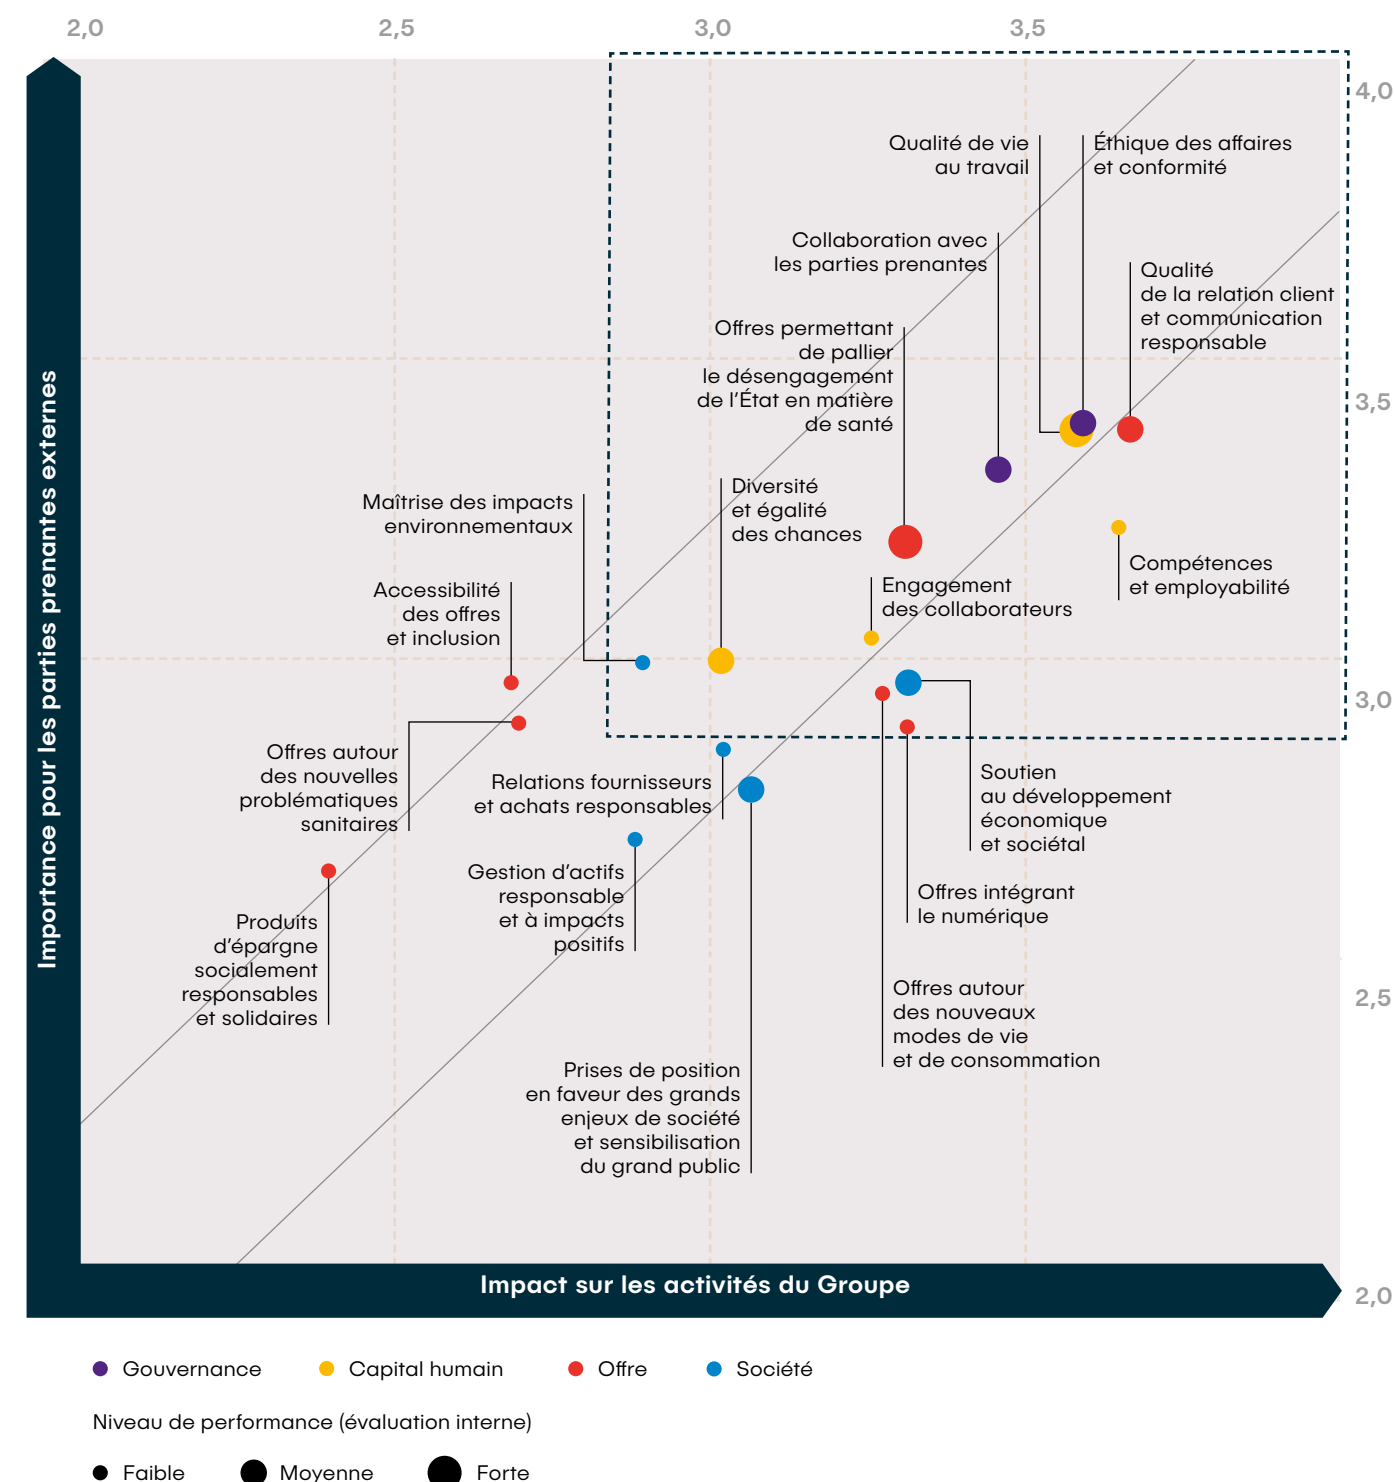 2,0 2,5 3,0 3,5
4,0
Qualité de vie
au travail
Éthique des affaires
et conformité
Collaboration avec
les parties prenantes
Qualité
de la relation client
et communication
responsable
Offres permettant
de pallier
le désengagement
de l'État en matière
de santé
3,5
Maîtrise des impacts
environnementaux
Diversité
et égalité
des chances
Compétences
et employabilité
Accessibilité
des offres
et inclusion
Engagement
des collaborateurs
Importance pour les parties prenantes externes
3,0
Offres autour
des nouvelles
problématiques
sanitaires
Relations fournisseurs
et achats responsables
Soutien
au développement
économique
et sociétal
Gestion d'actifs
responsable
et à impacts
positifs
Offres intégrant
le numérique
Produits
d'épargne
socialement
responsables
et solidaires
2,5
Offres autour
des nouveaux
modes de vie
et de consommation
Prises de position
en faveur des grands
enjeux de société
et sensibilisation
du grand public
Impact sur les activités du Groupe
2,0
Gouvernance Capital humain Offre Société
Niveau de performance (évaluation interne)
Faible Moyenne Forte